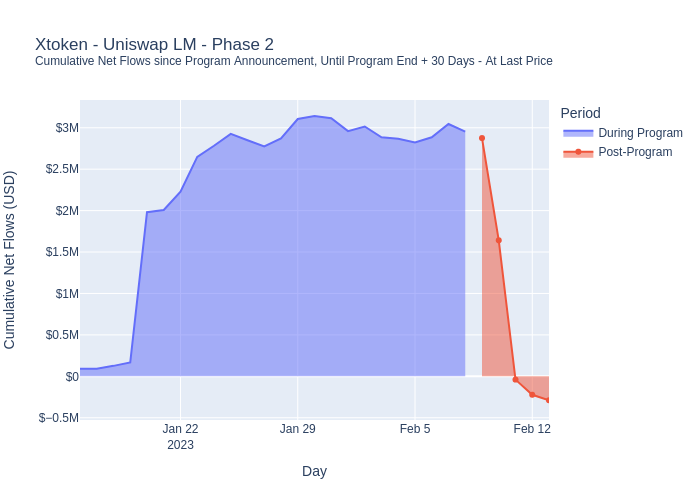 Xtoken - Uniswap LM - Phase 2
Cumulative Net Flows since Program Announcement, Until Program End + 30 Days - At Last Price
Period
During Program
Post-Program
Cumulative Net Flows (USD)
$3M
$2.5M
$2M
$1.5M
$1M
$0.5M
$0
$−0.5M
Jan 22
2023
Jan 29
Feb 5
Feb 12
Day